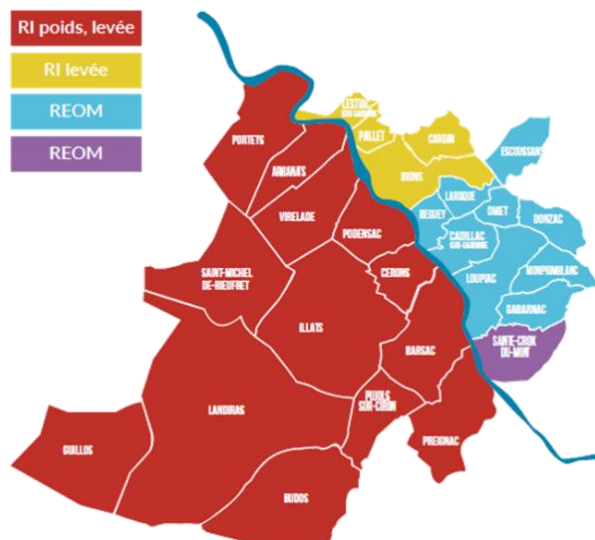 RI poids, levée
RI levée
REOM
REOM
PORTETS
ARBANATS
VIRELADE
PODENSAC
SAINT-MICHEL
DE-RIEUFRET
CERONS
ILLATS
BARSAC
LANDIRAS
PUJOLS
SUR-CIRON
PREIGNAC
GUILLOS
BUDOS
LESTIAC
SUR-GARONNE
PAILLET
CARDAN
RIONS
ESCOUSSANS
LAROQUE
BEGUEY
OMET
DONZAC
CADILLAC
SUR-GARONNE
LOUPIAC
MONPRIMBLANC
GABARNAC
SAINTE-CROIX
DU-MONT